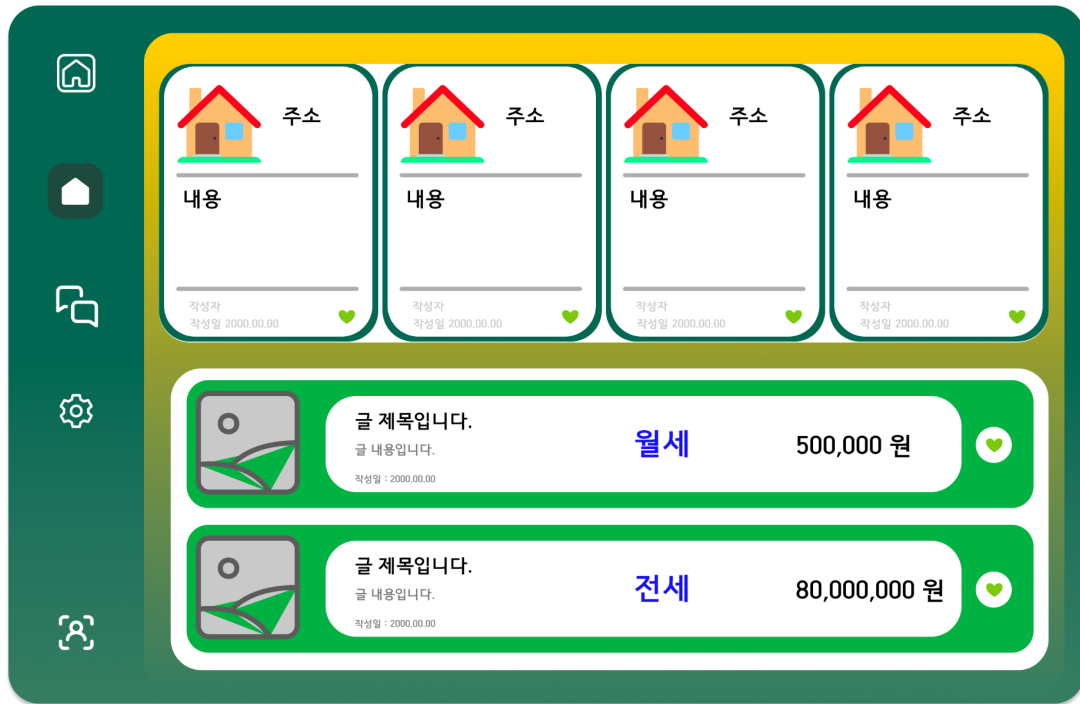 주소
내용
작성자
작성일 2000.00.00
주소
내용
작성자
작성일 2000.00.00
주소
내용
작성자
작성일 2000.00.00
주소
내용
작성자
작성일 2000.00.00
글 제목입니다.
글 내용입니다.
작성일 : 2000.00.00
월세
500,000 원
글 제목입니다.
글 내용입니다.
작성일 : 2000.00.00
전세
80,000,000 원